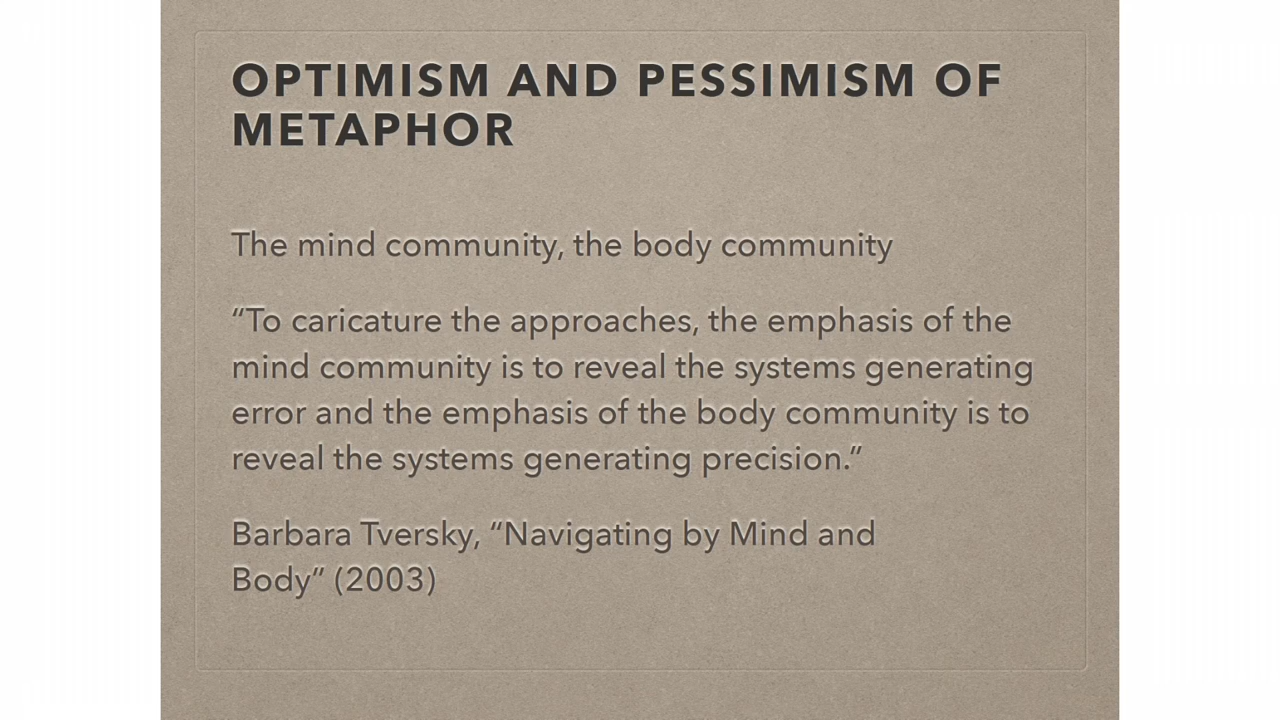 OPTIMISM AND PESSIMISM OF
METAPHOR
The mind community, the body community
“To caricature the approaches, the emphasis of the
mind community is to reveal the systems generating
error and the emphasis of the body community is to
reveal the systems generating precision.”
Barbara Tversky, “Navigating by Mind and
Body” (2003)